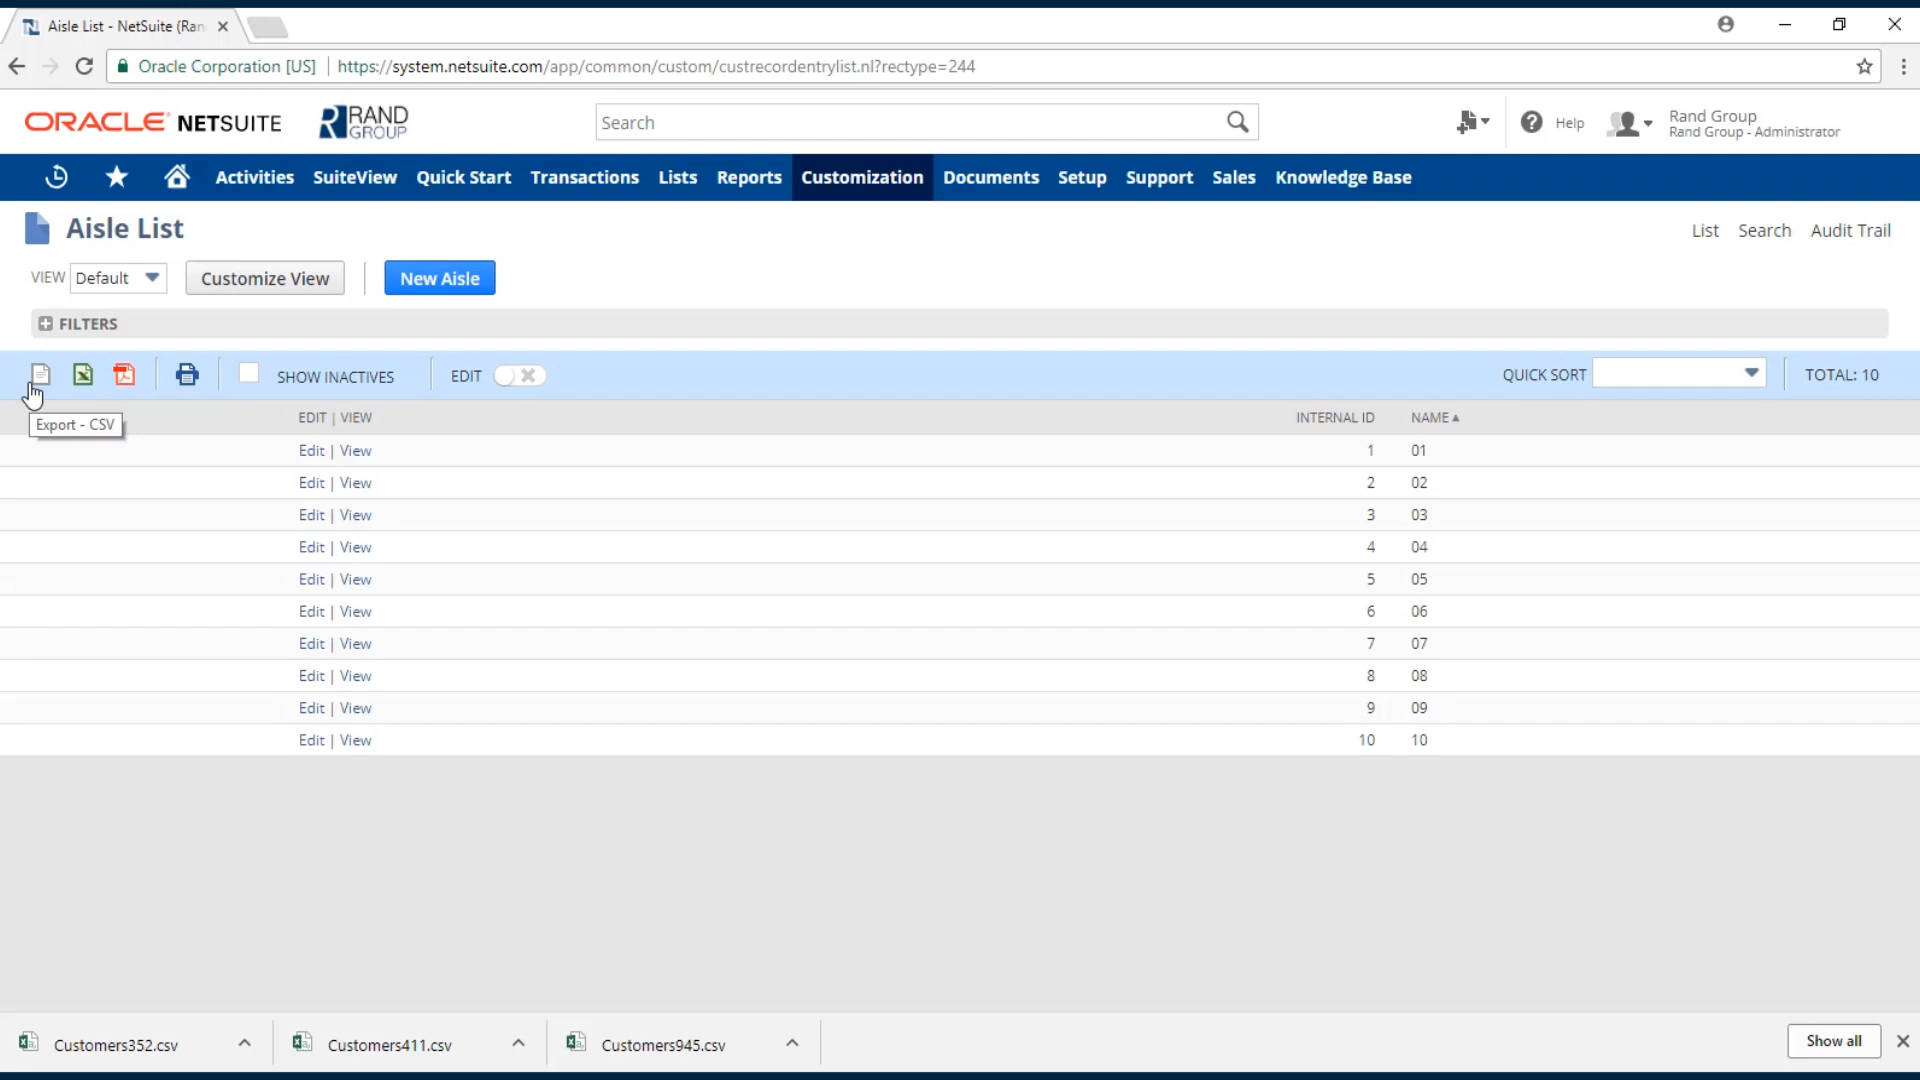 Aisle List - NetSuite (Ran
Oracle Corporation [US] https://system.netsuite.com/app/common/custom/custrecordentrylist.nl?rectype=244
ORACLE NETSUITE RAND GROUP Search Help Rand Group
Rand Group - Administrator
Activities SuiteView Quick Start Transactions Lists Reports Customization Documents Setup Support Sales Knowledge Base
Aisle List List Search Audit Trail
VIEW Default Customize View New Aisle
FILTERS
SHOW INACTIVES EDIT QUICK SORT TOTAL: 10
Export - CSV
EDIT | VIEW INTERNAL ID NAME
Edit | View 1 01
Edit | View 2 02
Edit | View 3 03
Edit | View 4 04
Edit | View 5 05
Edit | View 6 06
Edit | View 7 07
Edit | View 8 08
Edit | View 9 09
Edit | View 10 10
Customers352.csv Customers411.csv Customers945.csv Show all